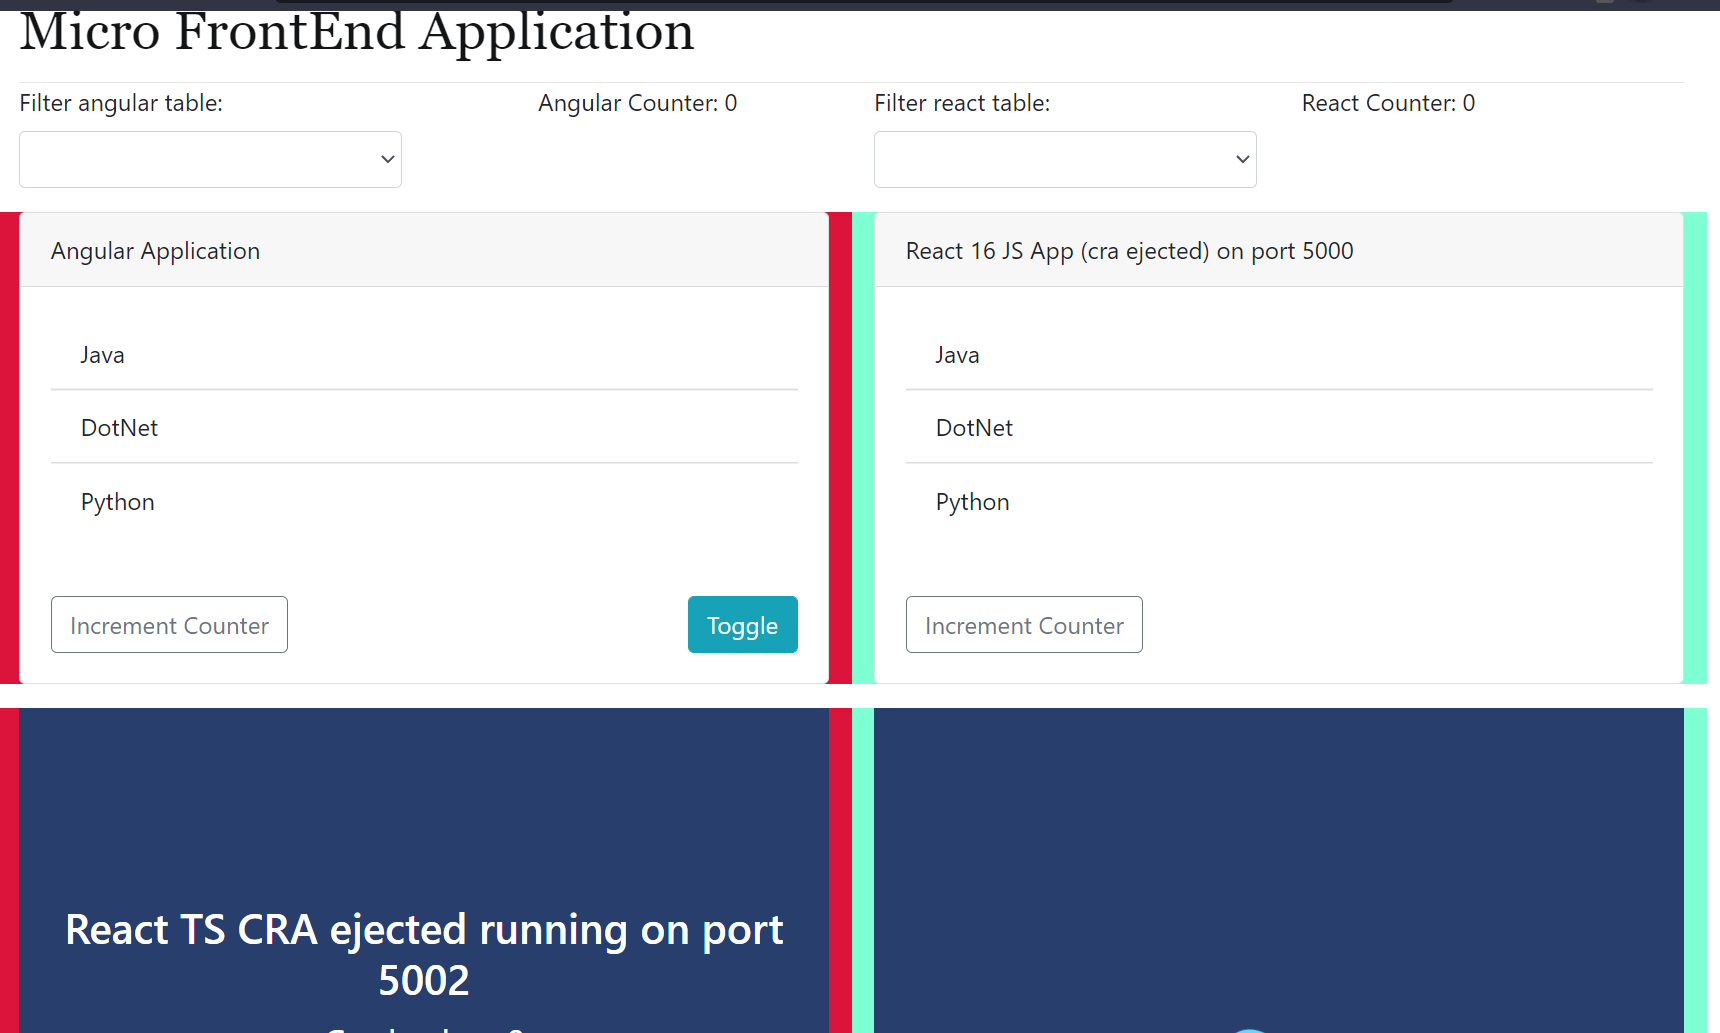 Micro FrontEnd Application
Filter angular table:
Angular Counter: 0
Filter react table:
React Counter: 0
Angular Application
Java
DotNet
Python
Increment Counter
Toggle
React 16 JS App (cra ejected) on port 5000
Java
DotNet
Python
Increment Counter
React TS CRA ejected running on port
5002